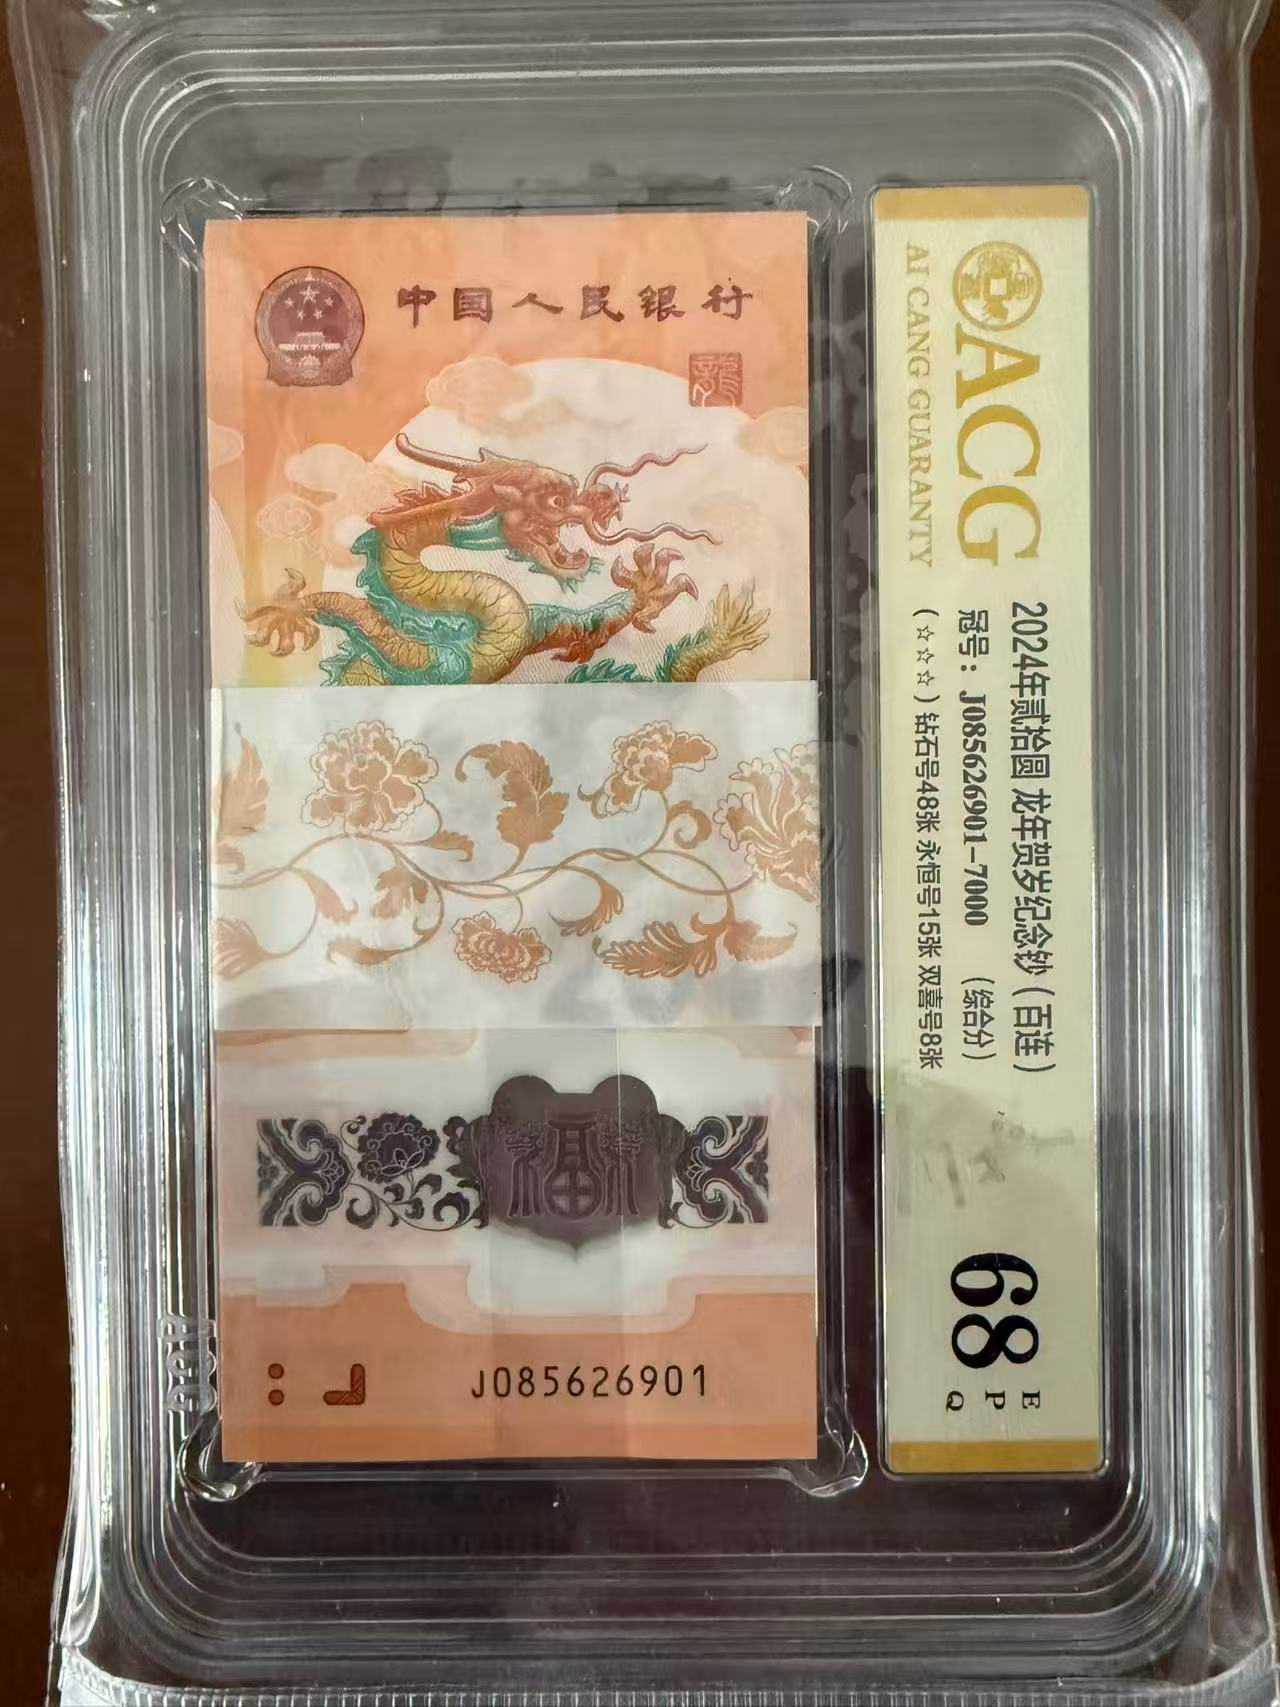 中国人民银行
福
J085626901
ACG
AI CANG GUARANTY
2024年贰拾圆 龙年贺岁纪念钞（百连）
冠号：J085626901-7000 （综合分）
（☆☆☆）钻石号48张 永恒号15张 双喜号8张
68
E
P
Q
ACG